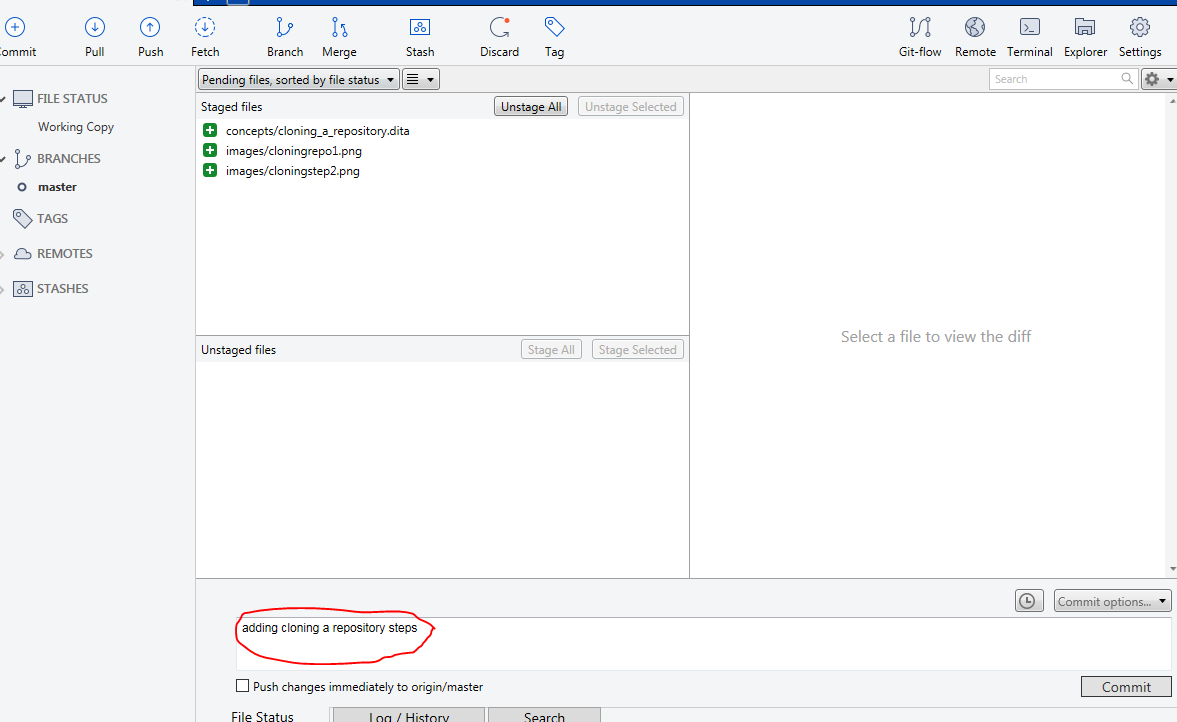 ommit Pull Push Fetch Branch Merge Stash Discard Tag Git-flow Remote Terminal Explorer Settings
Pending files, sorted by file status
Search
FILE STATUS
Working Copy
BRANCHES
master
TAGS
REMOTES
STASHES
Staged files Unstage All Unstage Selected
concepts/cloning_a_repository.dita
images/cloningrepo1.png
images/cloningstep2.png
Unstaged files Stage All Stage Selected
Select a file to view the diff
Commit options...
adding cloning a repository steps
Push changes immediately to origin/master
Commit
File Status Log / History Search